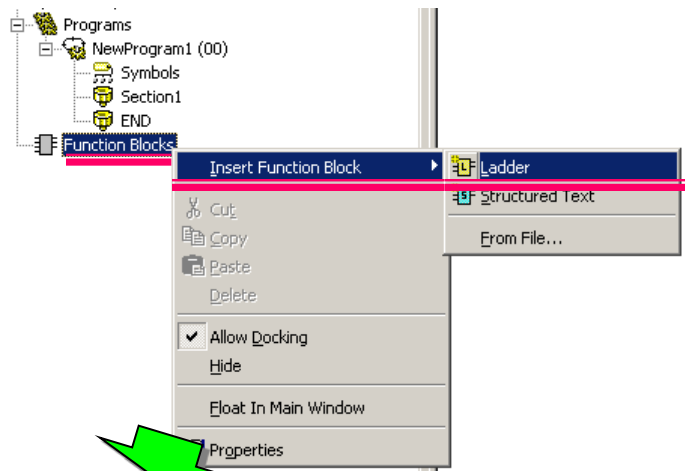 Programs
NewProgram1 (00)
Symbols
Section1
END
Function Blocks
Insert Function Block
Ladder
Structured Text
From File...
Cut
Copy
Paste
Delete
Allow Docking
Hide
Float In Main Window
Properties